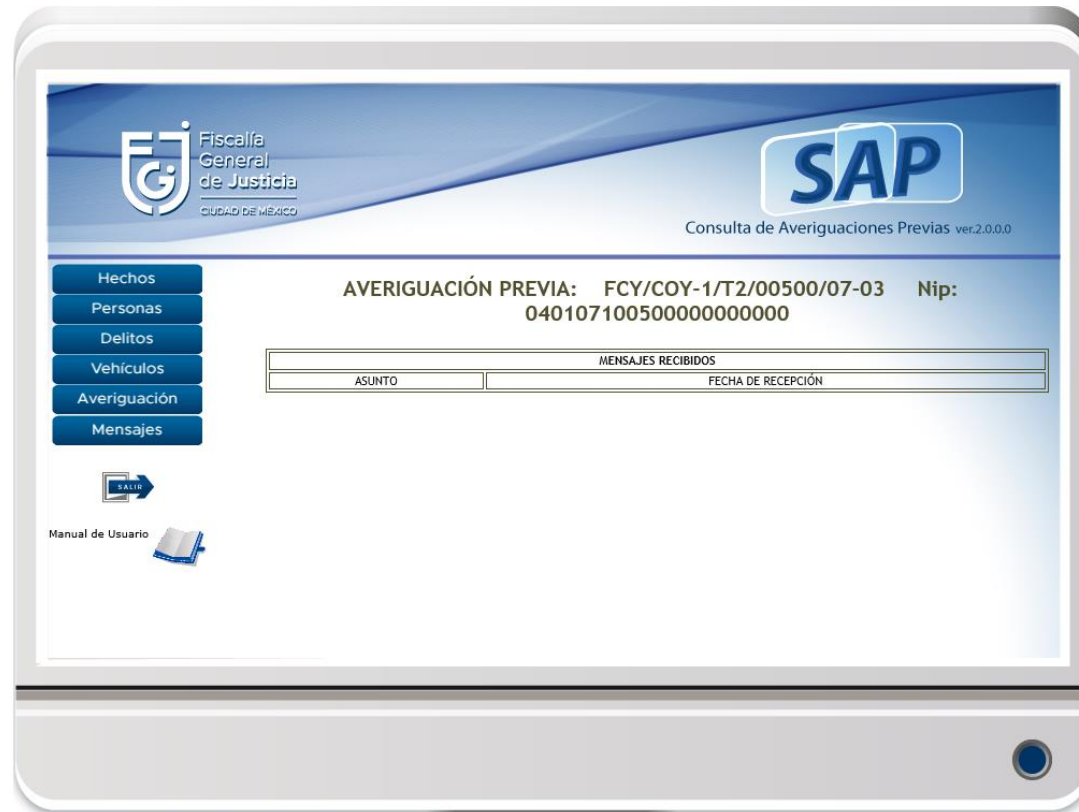 Fiscalía
General
de Justicia
CIUDAD DE MÉXICO
SAP
Consulta de Averiguaciones Previas ver.2.0.0.0
Hechos
Personas
Delitos
Vehículos
Averiguación
Mensajes
SALIR
Manual de Usuario
AVERIGUACIÓN PREVIA: FCY/COY-1/T2/00500/07-03 Nip:
040107100500000000000
MENSAJES RECIBIDOS
ASUNTO FECHA DE RECEPCIÓN